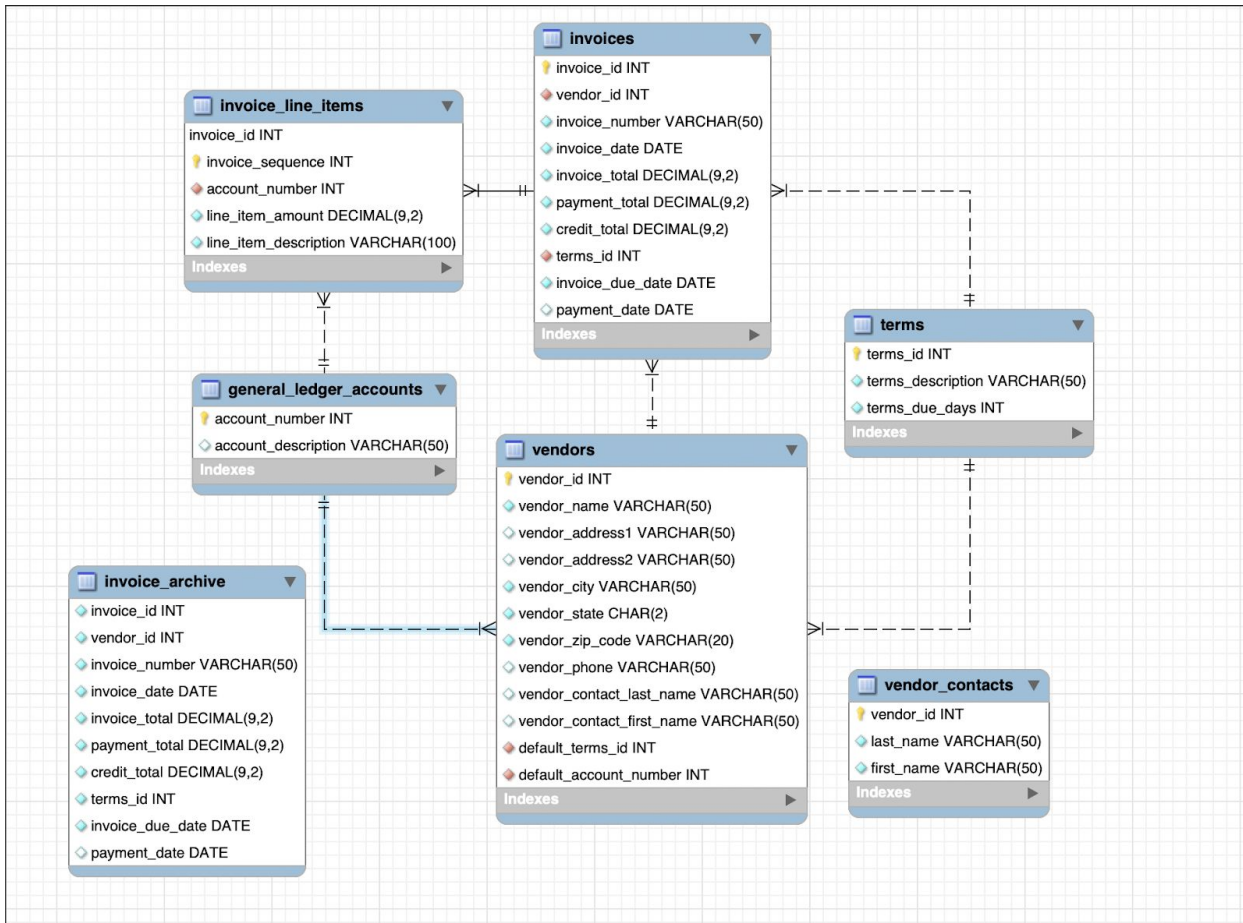 invoices
invoice_id INT
vendor_id INT
invoice_number VARCHAR(50)
invoice_date DATE
invoice_total DECIMAL(9,2)
payment_total DECIMAL(9,2)
credit_total DECIMAL(9,2)
terms_id INT
invoice_due_date DATE
payment_date DATE
Indexes
invoice_line_items
invoice_id INT
invoice_sequence INT
account_number INT
line_item_amount DECIMAL(9,2)
line_item_description VARCHAR(100)
Indexes
terms
terms_id INT
terms_description VARCHAR(50)
terms_due_days INT
Indexes
general_ledger_accounts
account_number INT
account_description VARCHAR(50)
Indexes
vendors
vendor_id INT
vendor_name VARCHAR(50)
vendor_address1 VARCHAR(50)
vendor_address2 VARCHAR(50)
vendor_city VARCHAR(50)
vendor_state CHAR(2)
vendor_zip_code VARCHAR(20)
vendor_phone VARCHAR(50)
vendor_contact_last_name VARCHAR(50)
vendor_contact_first_name VARCHAR(50)
default_terms_id INT
default_account_number INT
Indexes
invoice_archive
invoice_id INT
vendor_id INT
invoice_number VARCHAR(50)
invoice_date DATE
invoice_total DECIMAL(9,2)
payment_total DECIMAL(9,2)
credit_total DECIMAL(9,2)
terms_id INT
invoice_due_date DATE
payment_date DATE
vendor_contacts
vendor_id INT
last_name VARCHAR(50)
first_name VARCHAR(50)
Indexes